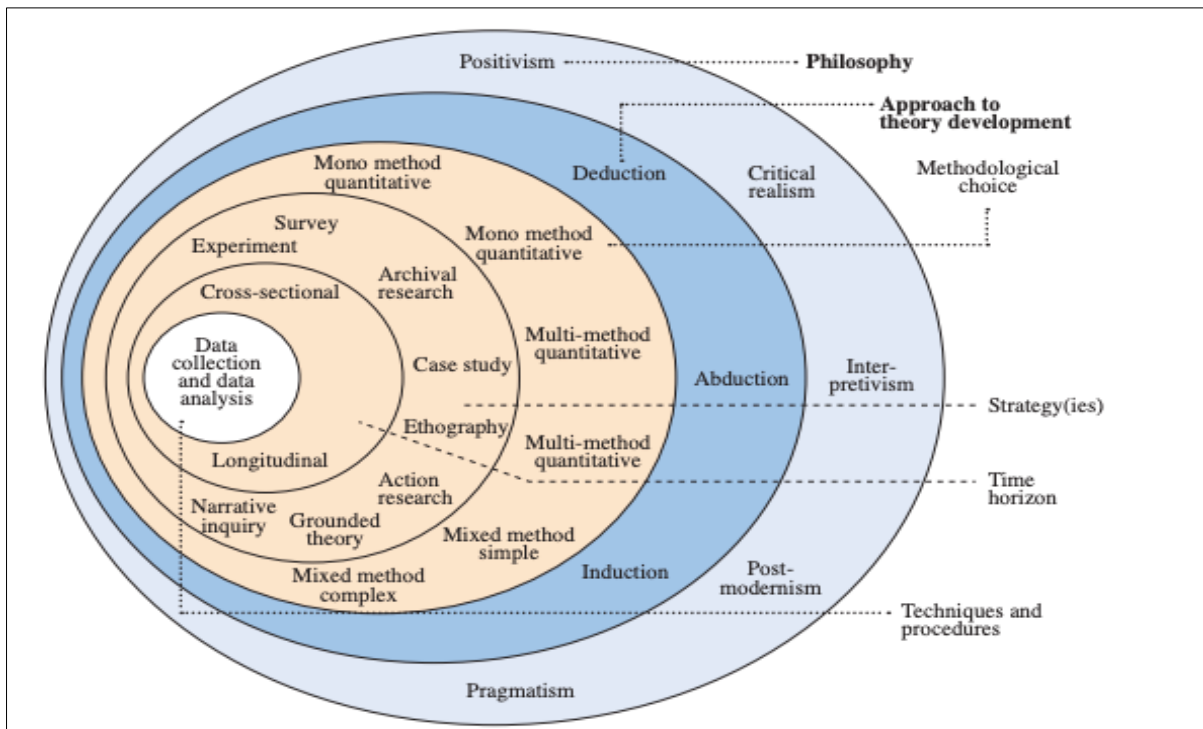 Positivism
Philosophy
Approach to
theory development
Mono method
quantitative
Deduction
Critical
realism
Methodological
choice
Survey
Experiment
Mono method
quantitative
Archival
research
Cross-sectional
Data
collection
and data
analysis
Multi-method
quantitative
Case study
Abduction
Inter-
pretivism
Strategy(ies)
Ethography
Multi-method
quantitative
Longitudinal
Time
horizon
Action
research
Narrative
inquiry
Grounded
theory
Mixed method
simple
Mixed method
complex
Induction
Post-
modernism
Techniques and
procedures
Pragmatism